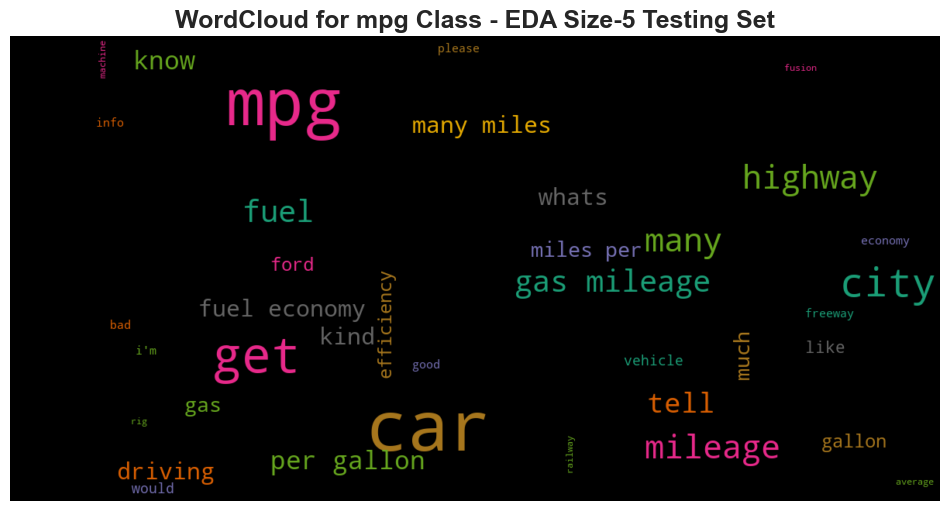 WordCloud for mpg Class - EDA Size-5 Testing Set
machine
know
please
fusion
mpg
info
many miles
highway
whats
fuel
many
miles per
economy
ford
gas mileage
city
efficiency
fuel economy
freeway
bad
kind
i'm
get
good
vehicle
much
like
gas
tell
rig
car
mileage
gallon
per gallon
railway
driving
would
average